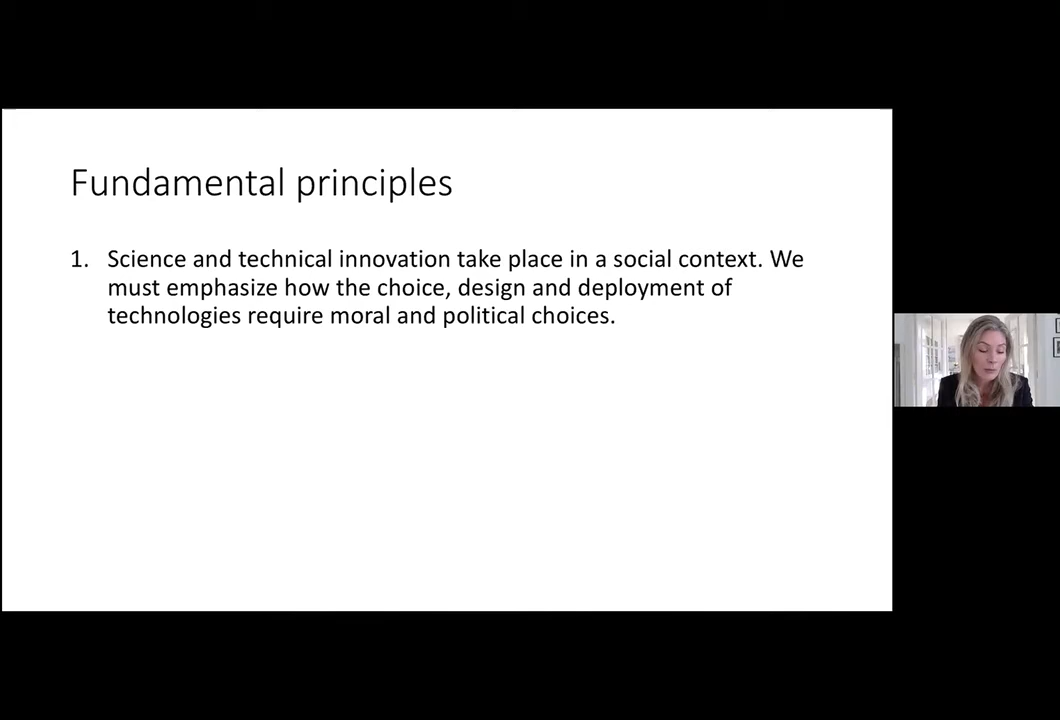 Fundamental principles
1. Science and technical innovation take place in a social context. We
must emphasize how the choice, design and deployment of
technologies require moral and political choices.